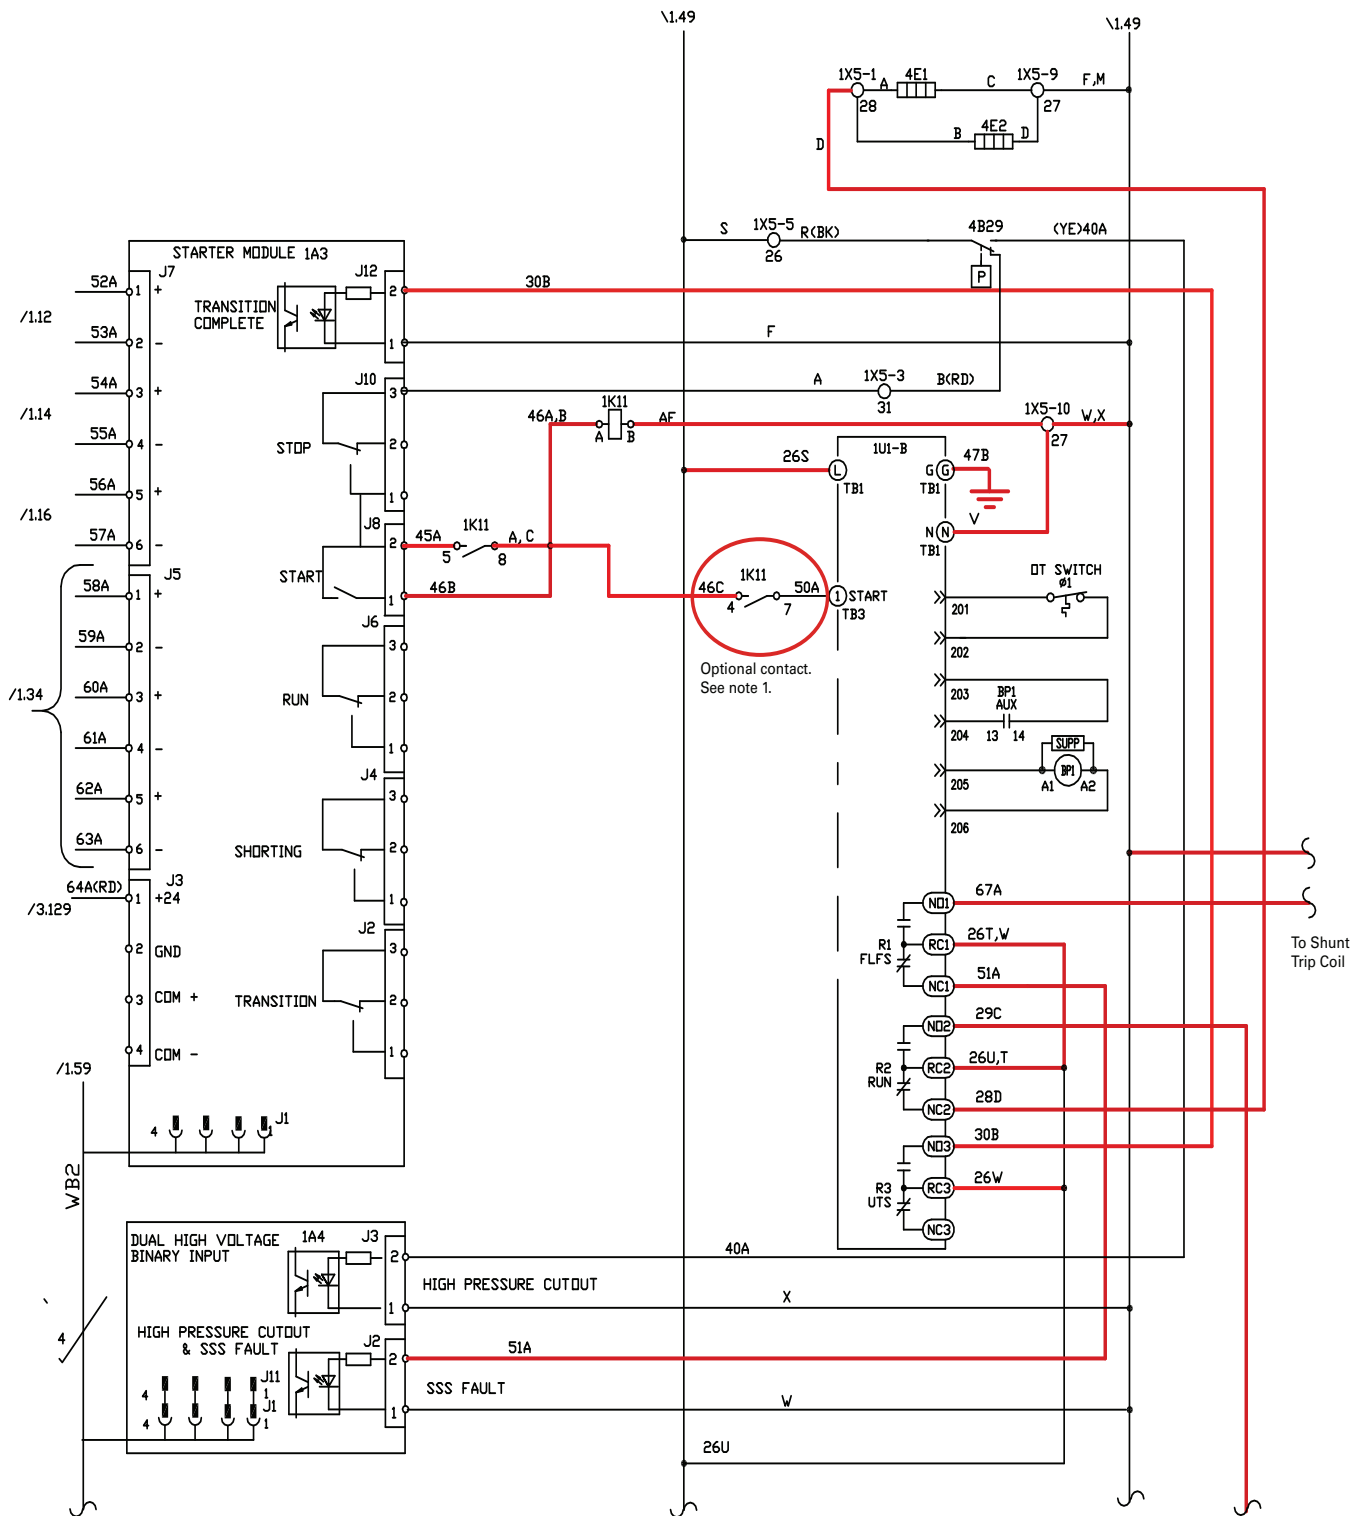 \1.49
\1.49
1X5-1
A
4E1
C
1X5-9
F,M
28
27
B
4E2
D
D
S
1X5-5
R(BK)
4B29
(YE)40A
26
P
STARTER MODULE 1A3
J7
J12
52A
1
+
2
30B
TRANSITION
COMPLETE
/1.12
53A
2
-
1
F
54A
3
+
J10
3
A
1X5-3
B(RD)
31
/1.14
55A
4
-
STOP
2
46A,B
1K11
A
B
AF
1X5-10
W,X
27
1U1-B
26S
L
TB1
G
G
47B
TB1
56A
5
+
1
/1.16
57A
6
-
J8
2
45A
1K11
A,C
5
8
N
N
V
TB1
START
1
46B
J5
58A
1
+
46C
1K11
50A
4
7
1
START
TB3
OT SWITCH
ø1
201
Optional contact.
See note 1.
59A
2
-
J6
3
202
/1.34
60A
3
+
RUN
2
203
BP1
AUX
61A
4
-
1
204
13
14
SUPP
J4
62A
5
+
3
205
A1
BP1
A2
206
63A
6
-
SHORTING
2
64A(RD)
J3
1
+24
1
/3.129
NO1
67A
J2
2
GND
3
R1
FLFS
RC1
26T,W
To Shunt
Trip Coil
3
COM +
TRANSITION
2
NC1
51A
4
COM -
1
NO2
29C
/1.59
R2
RUN
RC2
26U,T
NC2
28D
4
1
J1
NO3
30B
WB2
R3
UTS
RC3
26W
NC3
DUAL HIGH VOLTAGE
BINARY INPUT
1A4
J3
2
40A
HIGH PRESSURE CUTOUT
1
X
4
HIGH PRESSURE CUTOUT
& SSS FAULT
J2
2
51A
J11
4
1
SSS FAULT
J1
4
1
1
W
26U